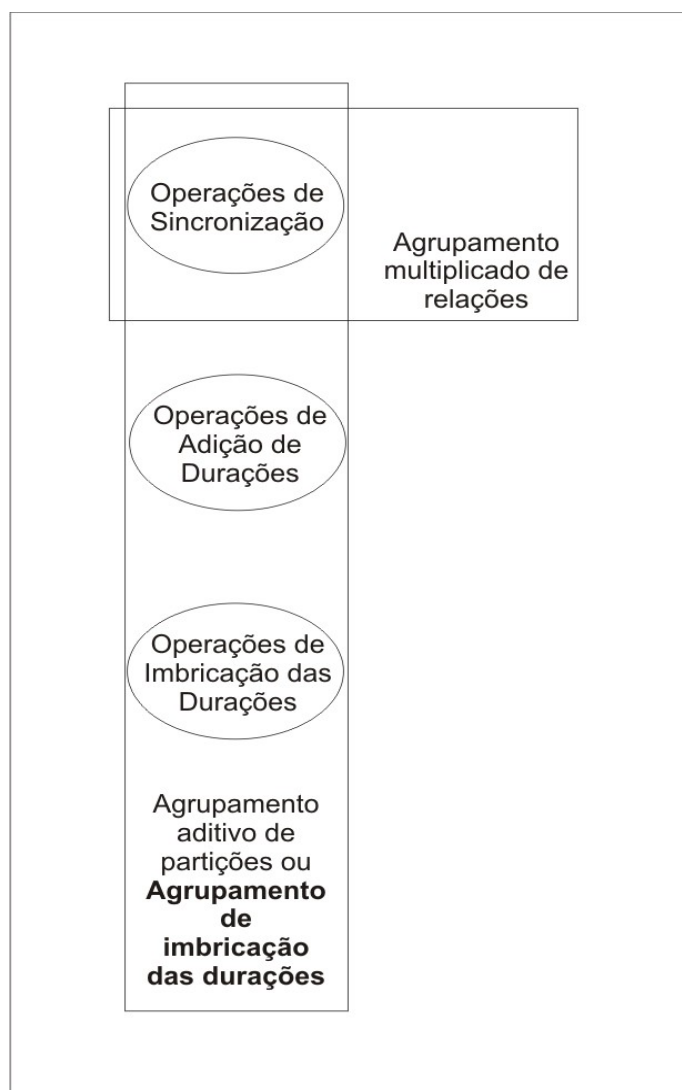 Operações de
Sincronização
Agrupamento
multiplicado de
relações
Operações de
Adição de
Durações
Operações de
Imbricação das
Durações
Agrupamento
aditivo de
partições ou
Agrupamento
de
imbricação
das durações